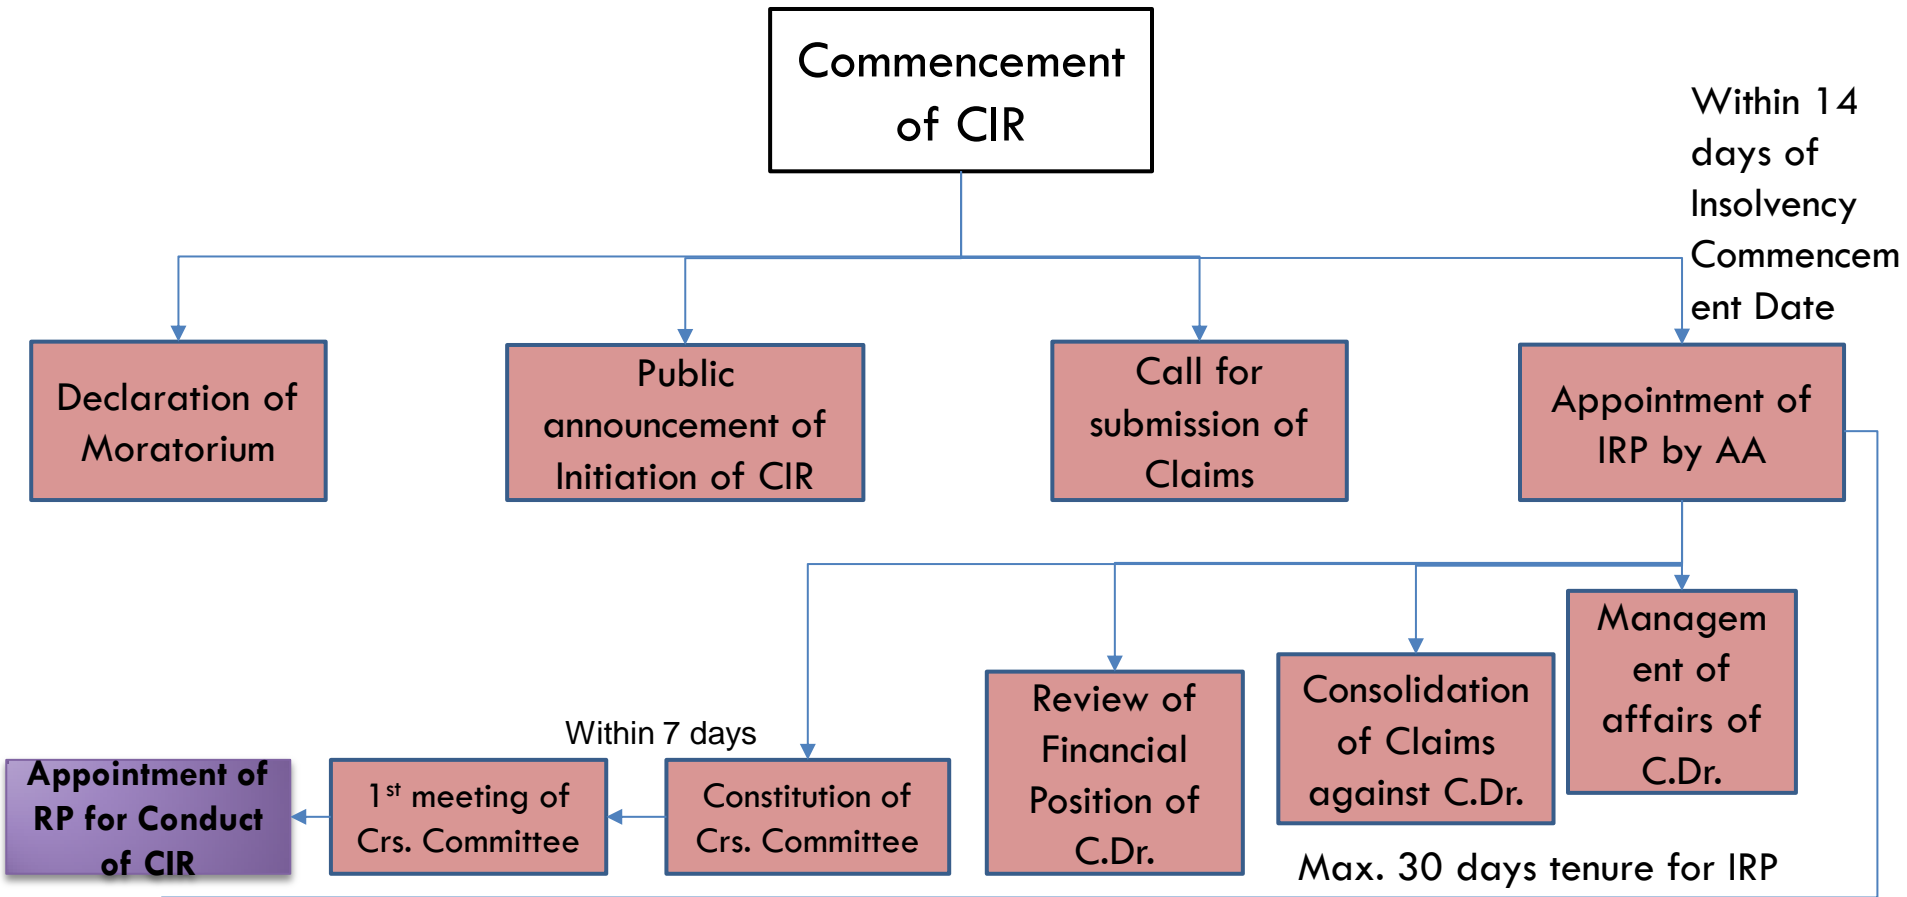 Commencement
of CIR
Within 14
days of
Insolvency
Commencem
ent Date
Declaration of
Moratorium
Public
announcement of
Initiation of CIR
Call for
submission of
Claims
Appointment of
IRP by AA
Managem
ent of
affairs of
C.Dr.
Consolidation
of Claims
against C.Dr.
Review of
Financial
Position of
C.Dr.
Within 7 days
Constitution of
Crs. Committee
1st meeting of
Crs. Committee
Appointment of
RP for Conduct
of CIR
Max. 30 days tenure for IRP